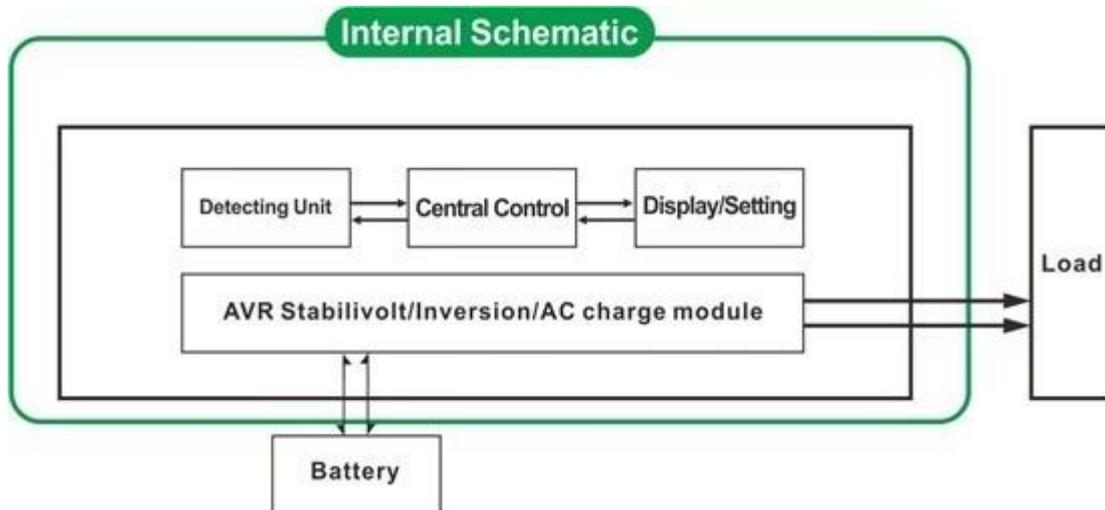 Internal Schematic
Detecting Unit
Central Control
Display/Setting
Load
AVR Stabilivolt/Inversion/AC charge module
Battery